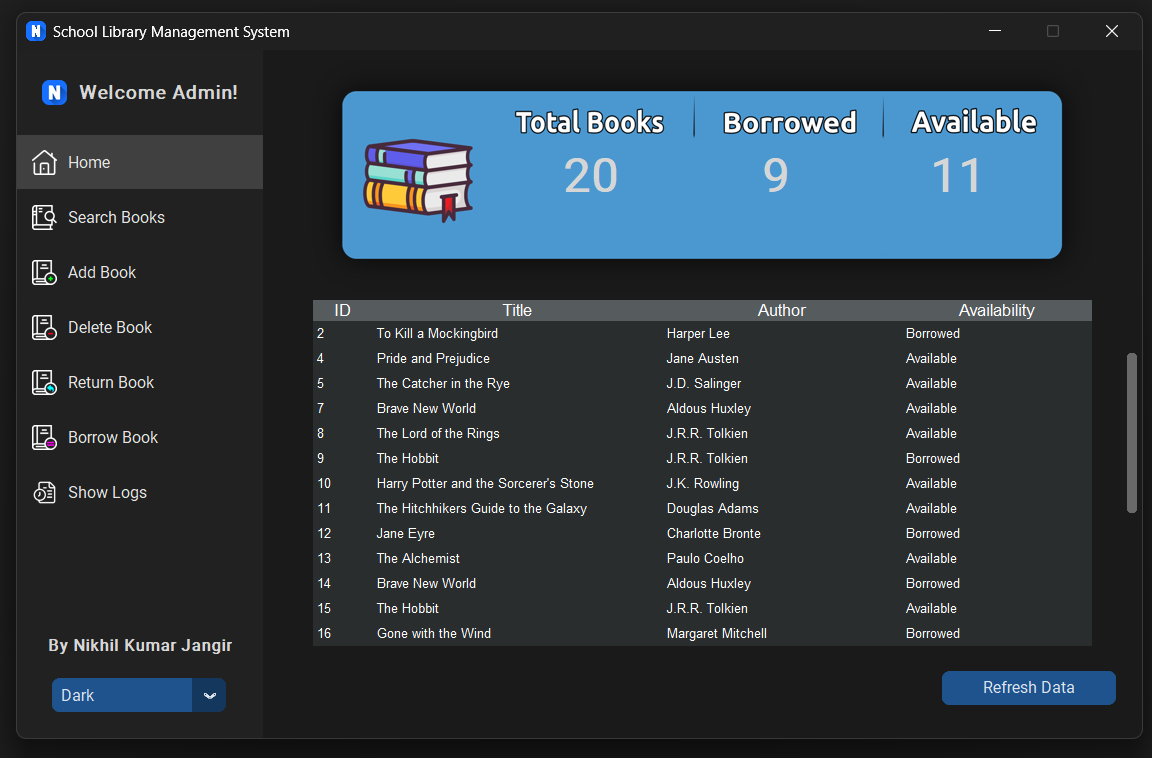 N School Library Management System
N Welcome Admin!
Home
Search Books
Add Book
Delete Book
Return Book
Borrow Book
Show Logs
By Nikhil Kumar Jangir
Dark
Total Books Borrowed Available
20 9 11
ID Title Author Availability
2 To Kill a Mockingbird Harper Lee Borrowed
4 Pride and Prejudice Jane Austen Available
5 The Catcher in the Rye J.D. Salinger Available
7 Brave New World Aldous Huxley Available
8 The Lord of the Rings J.R.R. Tolkien Available
9 The Hobbit J.R.R. Tolkien Borrowed
10 Harry Potter and the Sorcerer's Stone J.K. Rowling Available
11 The Hitchhikers Guide to the Galaxy Douglas Adams Available
12 Jane Eyre Charlotte Bronte Borrowed
13 The Alchemist Paulo Coelho Available
14 Brave New World Aldous Huxley Borrowed
15 The Hobbit J.R.R. Tolkien Available
16 Gone with the Wind Margaret Mitchell Borrowed
Refresh Data